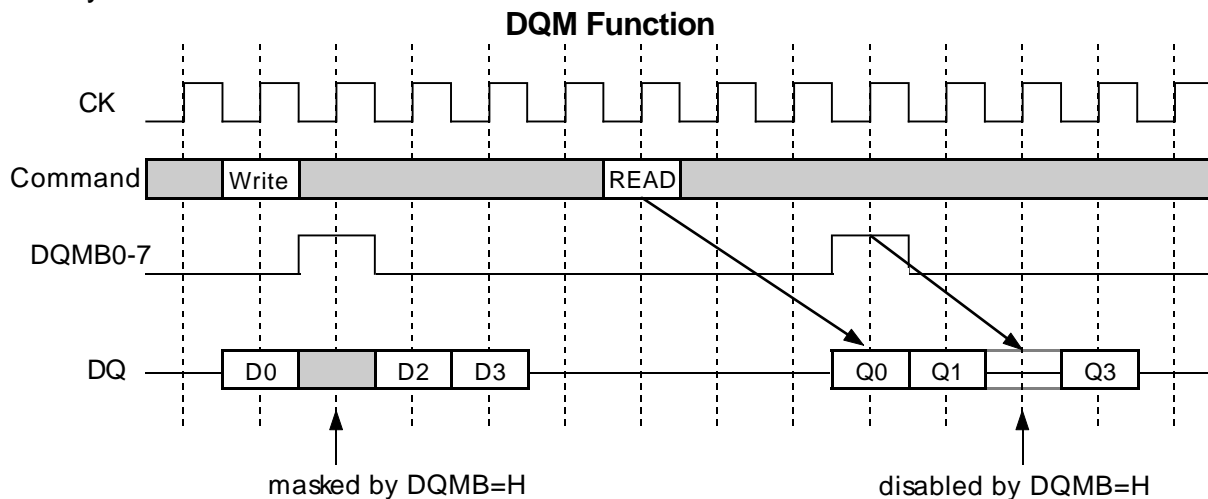 DQM Function
CK
Command Write READ
DQMB0-7
DQ D0 D2 D3 Q0 Q1 Q3
masked by DQMB=H disabled by DQMB=H